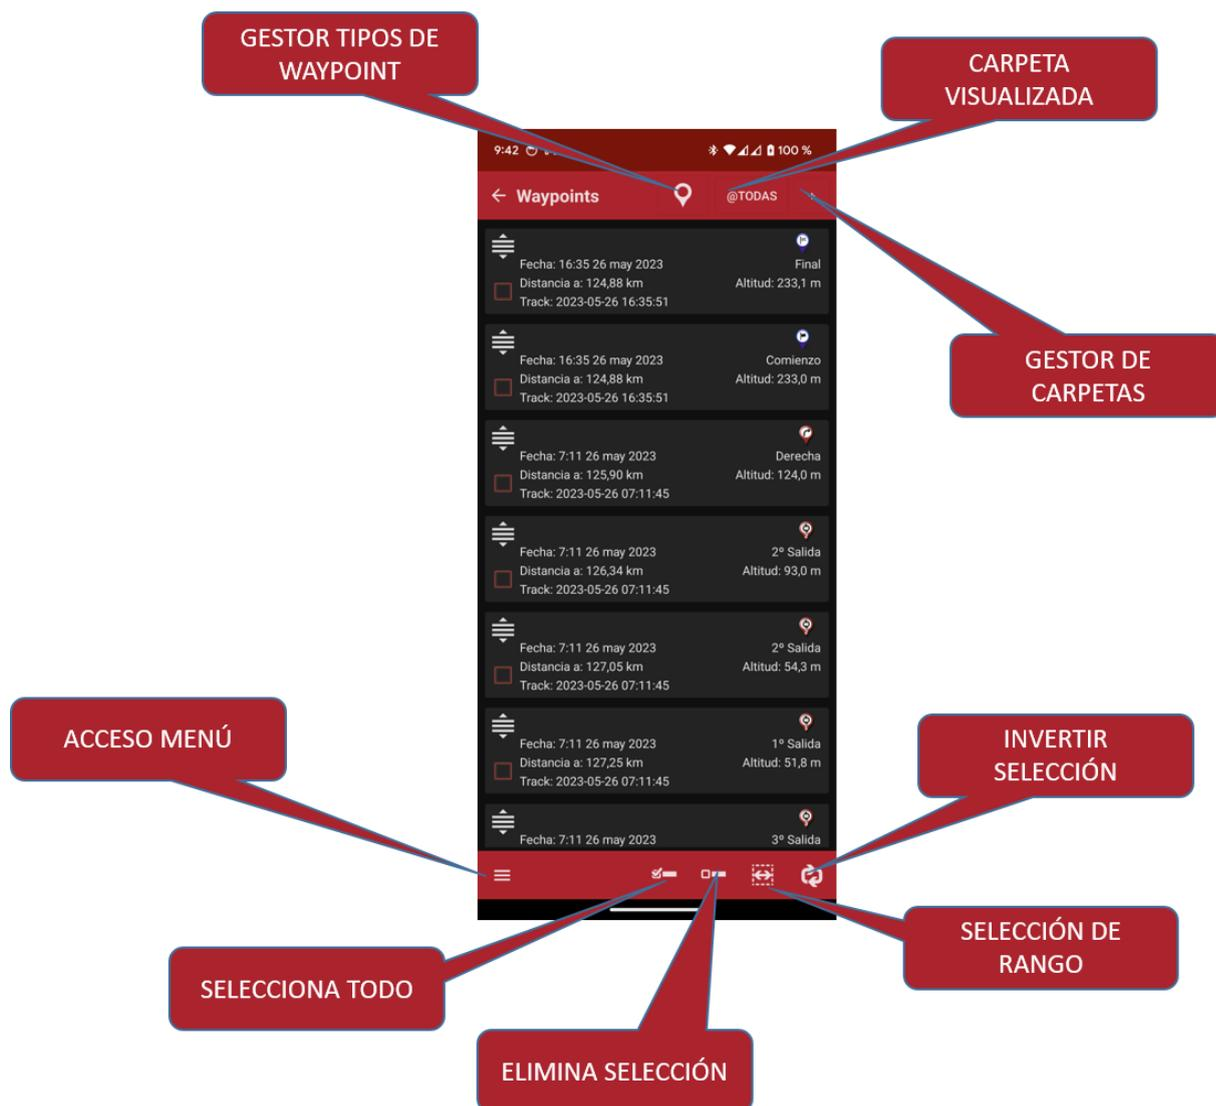 GESTOR TIPOS DE
WAYPOINT
CARPETA
VISUALIZADA
9:42
100 %
Waypoints
@TODAS
Fecha: 16:35 26 may 2023
Final
Distancia a: 124,88 km
Altitud: 233,1 m
Track: 2023-05-26 16:35:51
Fecha: 16:35 26 may 2023
Comienzo
Distancia a: 124,88 km
Altitud: 233,0 m
Track: 2023-05-26 16:35:51
GESTOR DE
CARPETAS
Fecha: 7:11 26 may 2023
Derecha
Distancia a: 125,90 km
Altitud: 124,0 m
Track: 2023-05-26 07:11:45
Fecha: 7:11 26 may 2023
2º Salida
Distancia a: 126,34 km
Altitud: 93,0 m
Track: 2023-05-26 07:11:45
Fecha: 7:11 26 may 2023
2º Salida
Distancia a: 127,05 km
Altitud: 54,3 m
Track: 2023-05-26 07:11:45
Fecha: 7:11 26 may 2023
1º Salida
Distancia a: 127,25 km
Altitud: 51,8 m
Track: 2023-05-26 07:11:45
Fecha: 7:11 26 may 2023
3º Salida
ACCESO MENÚ
INVERTIR
SELECCIÓN
SELECCIÓN DE
RANGO
SELECCIONA TODO
ELIMINA SELECCIÓN